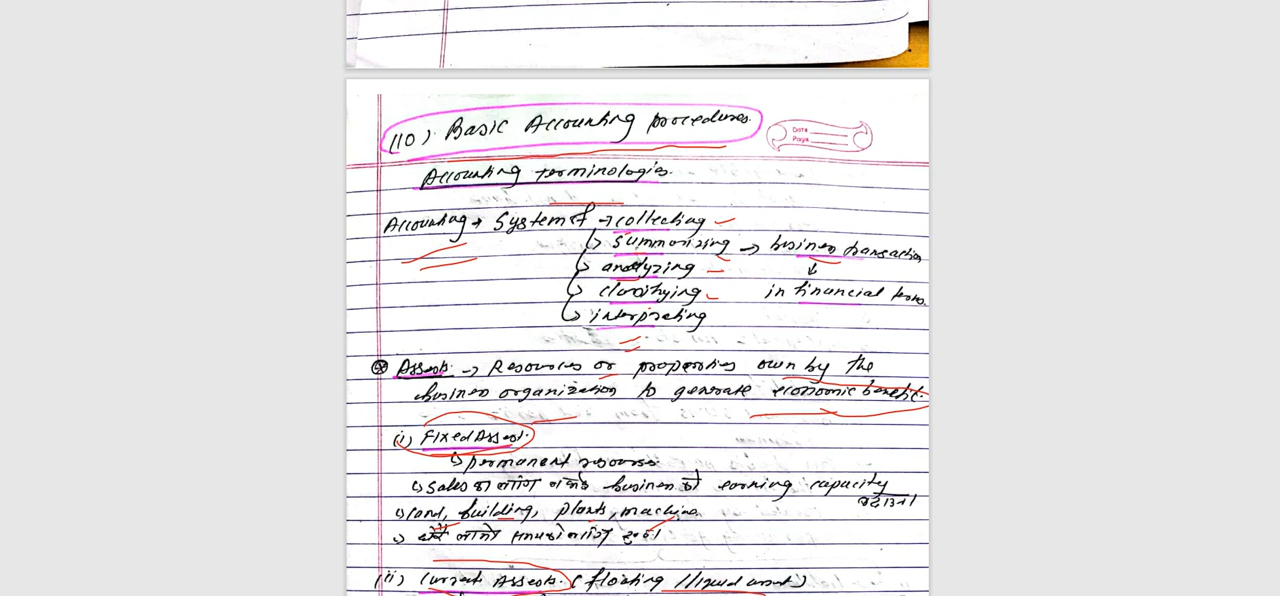 (10). Basic Accounting procedures.
Date
Page
Accounting terminologies.
Accounting → System of → collecting
summarizing → business transaction
analyzing
classifying in financial terms.
interpreting
Assets → Resources or properties own by the
business organization to generate economic benefit.
(i) Fixed Asset.
permanent resources
sales का लागि नभई business को earning capacity
land, building, plants, machine
धेरै लामो समयको लागि हुन्छ।
(ii) Current Assets. (floating / liquid asset)